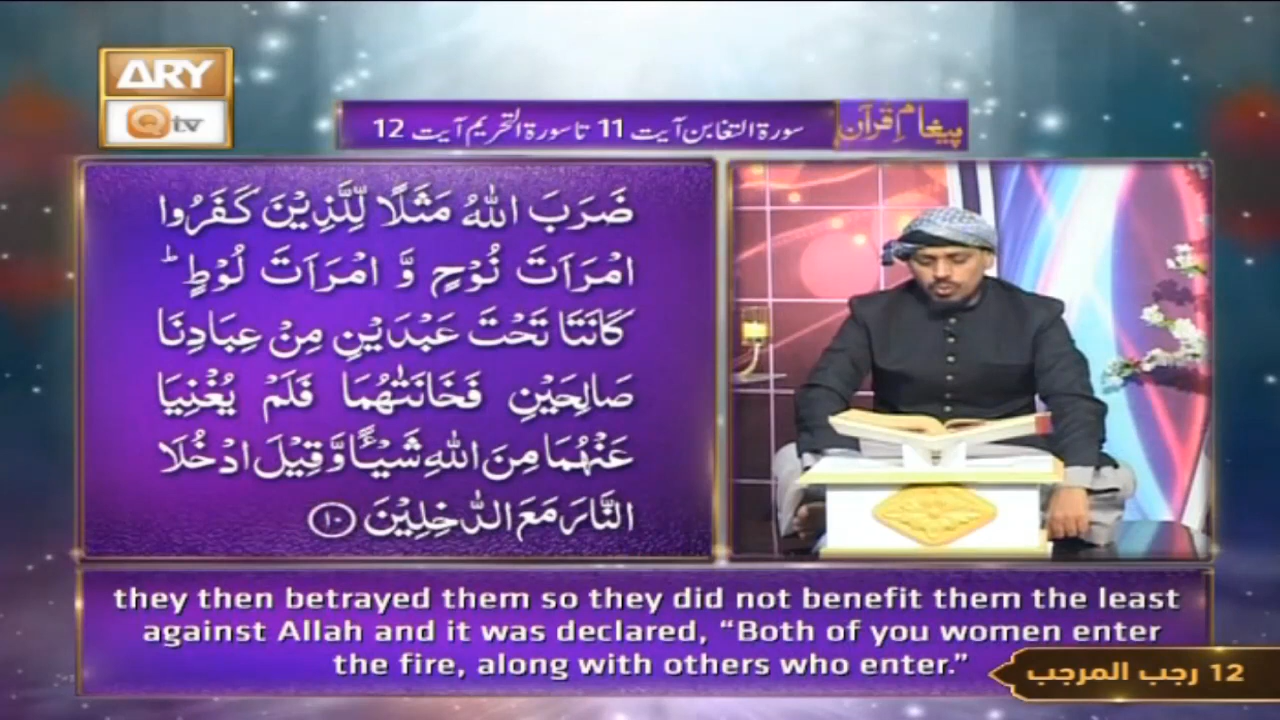 ARY
Qtv
پیغامِ قرآن
سورۃ التغابن آیت 11 تا سورۃ التحریم آیت 12
ضَرَبَ اللّٰهُ مَثَلًا لِّلَّذِيْنَ كَفَرُوا
امْرَاَتَ نُوْحٍ وَّ امْرَاَتَ لُوْطٍؕ
كَانَتَا تَحْتَ عَبْدَيْنِ مِنْ عِبَادِنَا
صَالِحَيْنِ فَخَانَتٰهُمَا فَلَمْ يُغْنِيَا
عَنْهُمَا مِنَ اللّٰهِ شَيْـًٔا وَّ قِيْلَ ادْخُلَا
النَّارَ مَعَ الدّٰخِلِيْنَ ۝۱۰
they then betrayed them so they did not benefit them the least
against Allah and it was declared, “Both of you women enter
the fire, along with others who enter.”
12 رجب المرجب